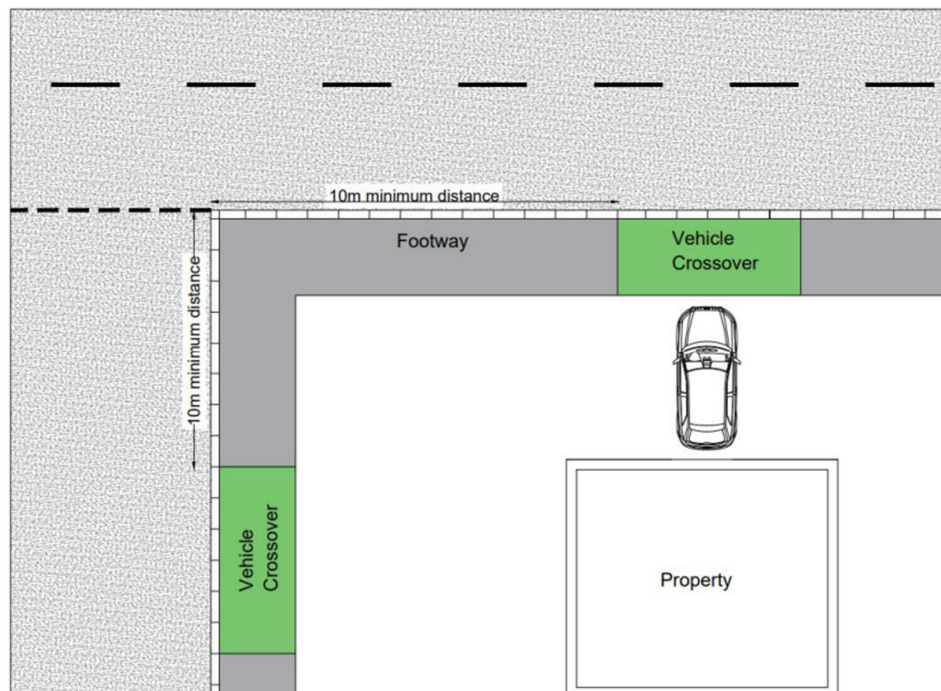 10m minimum distance
Footway
Vehicle
Crossover
10m minimum distance
Vehicle
Crossover
Property